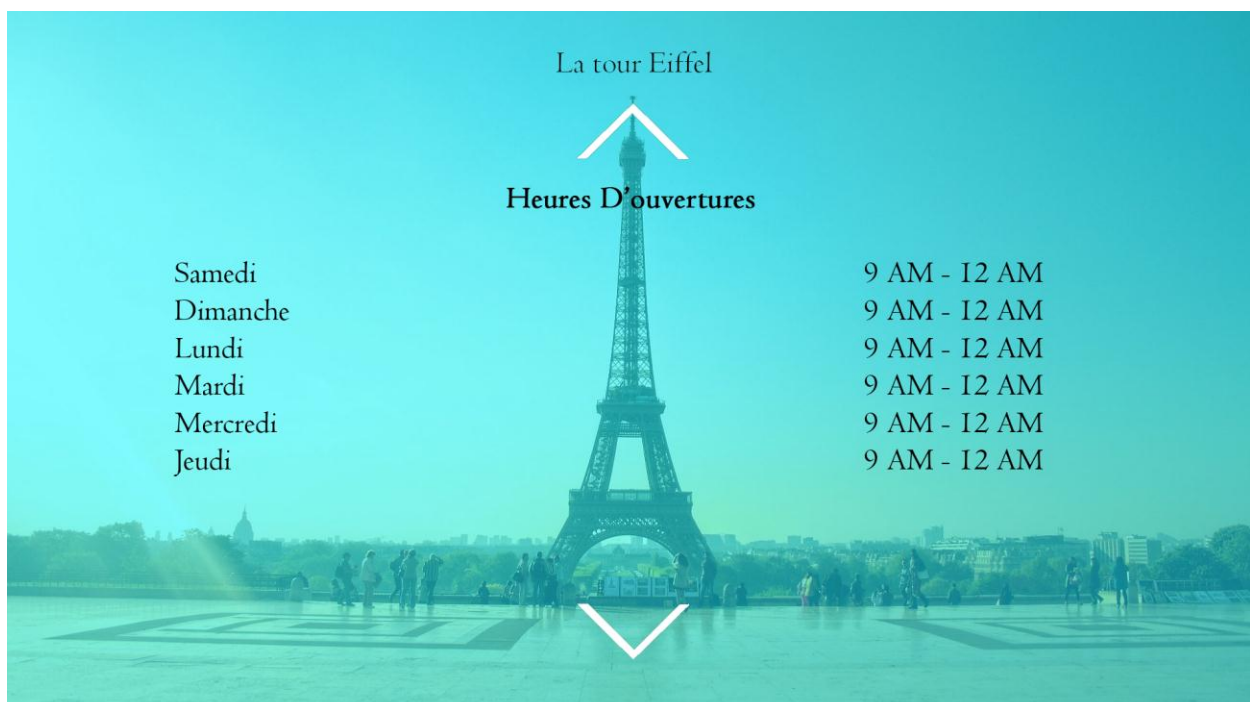 La tour Eiffel
Heures D'ouvertures
Samedi 9 AM - 12 AM
Dimanche 9 AM - 12 AM
Lundi 9 AM - 12 AM
Mardi 9 AM - 12 AM
Mercredi 9 AM - 12 AM
Jeudi 9 AM - 12 AM